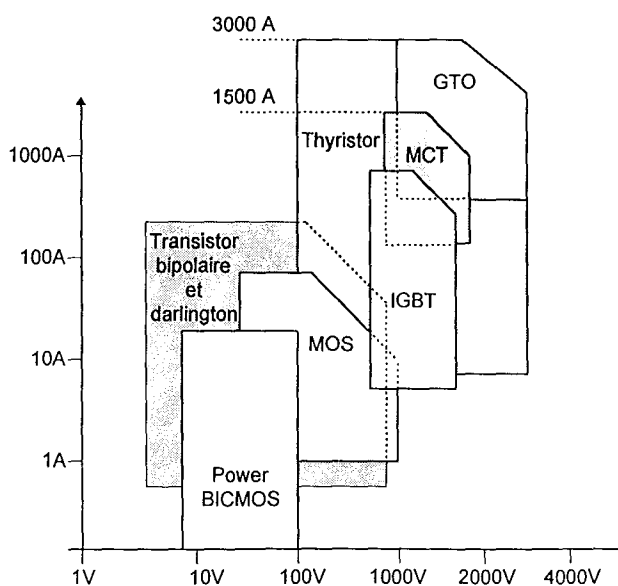 3000 A
GTO
1500 A
Thyristor
MCT
1000A
Transistor
bipolaire
et
darlington
100A
IGBT
MOS
10A
1A
Power
BICMOS
1V
10V
100V
1000V
2000V
4000V